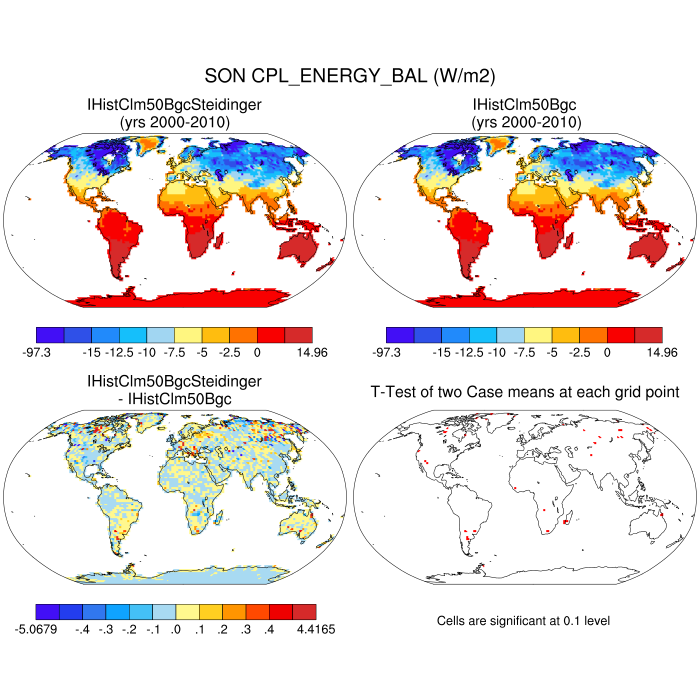 SON CPL_ENERGY_BAL (W/m2)
IHistClm50BgcSteidinger
(yrs 2000-2010)
IHistClm50Bgc
(yrs 2000-2010)
-97.3 -15 -12.5 -10 -7.5 -5 -2.5 0 14.96
-97.3 -15 -12.5 -10 -7.5 -5 -2.5 0 14.96
IHistClm50BgcSteidinger
- IHistClm50Bgc
T-Test of two Case means at each grid point
-5.0679 -.4 -.3 -.2 -.1 .0 .1 .2 .3 .4 4.4165
Cells are significant at 0.1 level